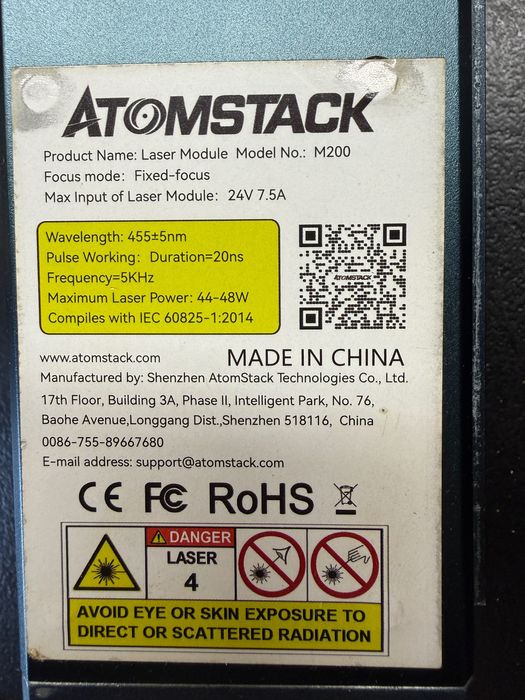 ATOMSTACK
Product Name: Laser Module Model No.: M200
Focus mode: Fixed-focus
Max Input of Laser Module: 24V 7.5A
Wavelength: 455±5nm
Pulse Working: Duration=20ns
Frequency=5KHz
Maximum Laser Power: 44-48W
Compiles with IEC 60825-1:2014
ATOMSTACK
www.atomstack.com MADE IN CHINA
Manufactured by: Shenzhen AtomStack Technologies Co., Ltd.
17th Floor, Building 3A, Phase II, Intelligent Park, No. 76,
Baohe Avenue,Longgang Dist.,Shenzhen 518116, China
0086-755-89667680
E-mail address: support@atomstack.com
CE FC RoHS
DANGER
LASER
4
AVOID EYE OR SKIN EXPOSURE TO
DIRECT OR SCATTERED RADIATION